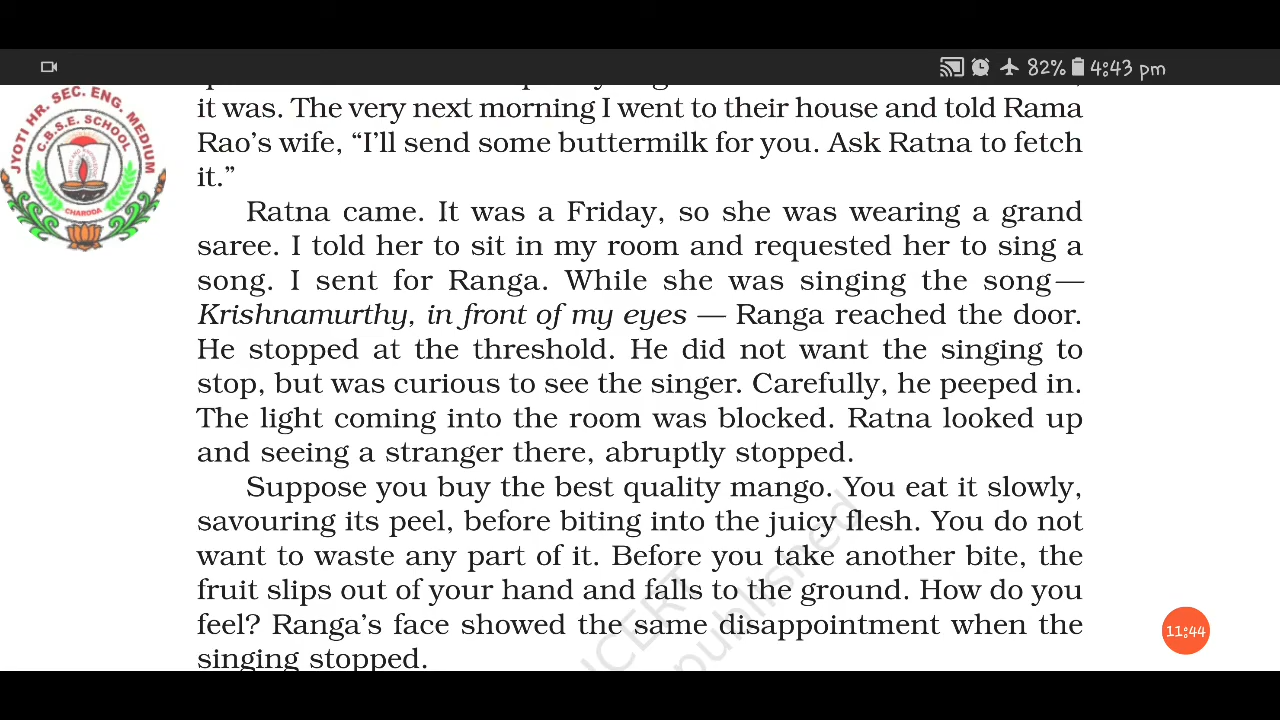 82% 4:43 pm
it was. The very next morning I went to their house and told Rama
Rao's wife, “I'll send some buttermilk for you. Ask Ratna to fetch
it.”
Ratna came. It was a Friday, so she was wearing a grand
saree. I told her to sit in my room and requested her to sing a
song. I sent for Ranga. While she was singing the song—
Krishnamurthy, in front of my eyes — Ranga reached the door.
He stopped at the threshold. He did not want the singing to
stop, but was curious to see the singer. Carefully, he peeped in.
The light coming into the room was blocked. Ratna looked up
and seeing a stranger there, abruptly stopped.
Suppose you buy the best quality mango. You eat it slowly,
savouring its peel, before biting into the juicy flesh. You do not
want to waste any part of it. Before you take another bite, the
fruit slips out of your hand and falls to the ground. How do you
feel? Ranga's face showed the same disappointment when the
singing stopped.
JYOTI HR. SEC. ENG. MEDIUM
C.B.S.E. SCHOOL
CHARODA
NCERT
published
11:44